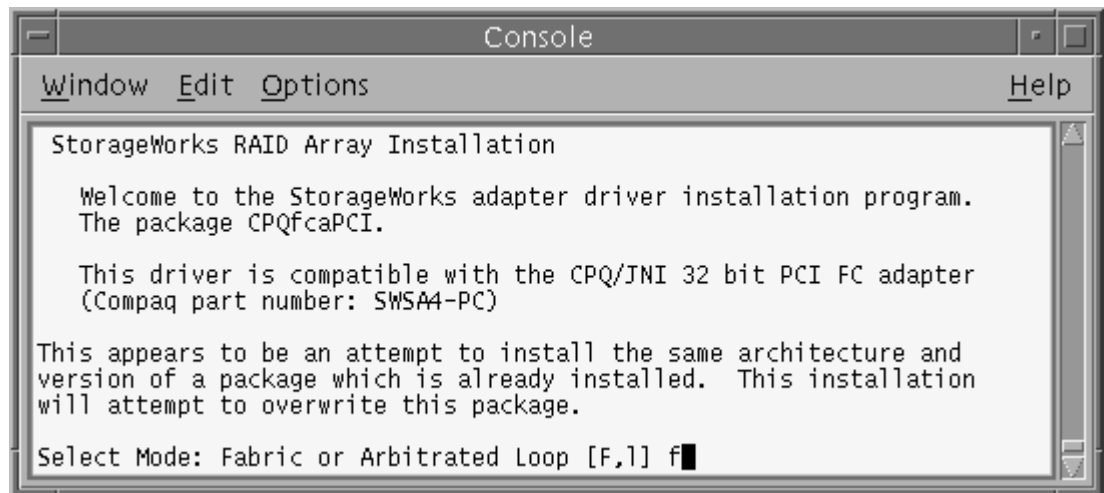 Console
Window Edit Options Help
StorageWorks RAID Array Installation
Welcome to the StorageWorks adapter driver installation program.
The package CPQfcaPCI.
This driver is compatible with the CPQ/JNI 32 bit PCI FC adapter
(Compaq part number: SWSA4-PC)
This appears to be an attempt to install the same architecture and
version of a package which is already installed.  This installation
will attempt to overwrite this package.
Select Mode: Fabric or Arbitrated Loop [F,l] f